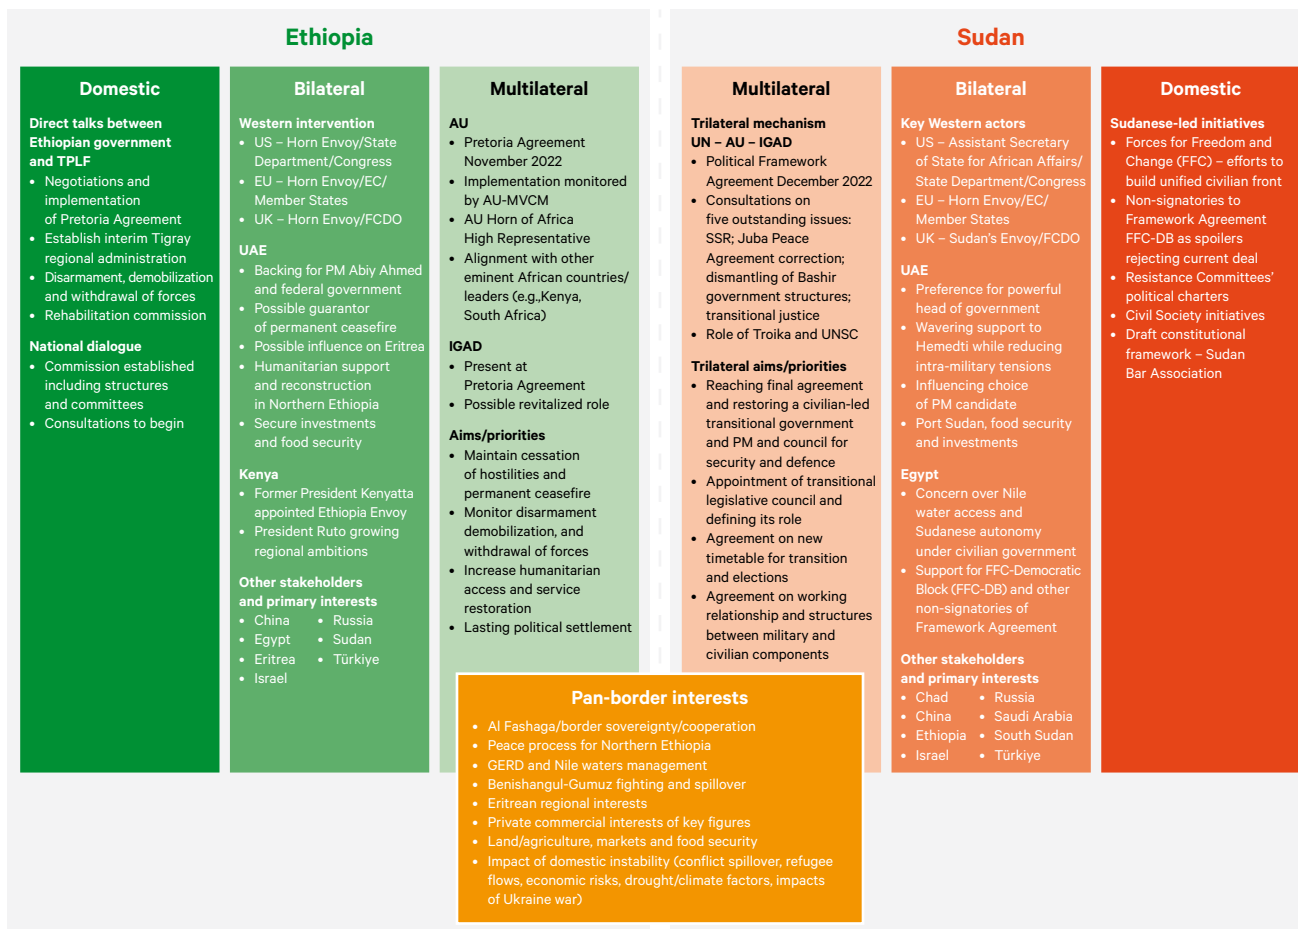 Ethiopia
Domestic
Direct talks between
Ethiopian government
and TPLF
• Negotiations and
implementation
of Pretoria Agreement
• Establish interim Tigray
regional administration
• Disarmament, demobilization
and withdrawal of forces
• Rehabilitation commission
National dialogue
• Commission established
including structures
and committees
• Consultations to begin
Bilateral
Western intervention
• US – Horn Envoy/State
Department/Congress
• EU – Horn Envoy/EC/
Member States
• UK – Horn Envoy/FCDO
UAE
• Backing for PM Abiy Ahmed
and federal government
• Possible guarantor
of permanent ceasefire
• Possible influence on Eritrea
• Humanitarian support
and reconstruction
in Northern Ethiopia
• Secure investments
and food security
Kenya
• Former President Kenyatta
appointed Ethiopia Envoy
• President Ruto growing
regional ambitions
Other stakeholders
and primary interests
• China
• Egypt
• Eritrea
• Israel
• Russia
• Sudan
• Türkiye
Multilateral
AU
• Pretoria Agreement
November 2022
• Implementation monitored
by AU-MVCM
• AU Horn of Africa
High Representative
• Alignment with other
eminent African countries/
leaders (e.g.,Kenya,
South Africa)
IGAD
• Present at
Pretoria Agreement
• Possible revitalized role
Aims/priorities
• Maintain cessation
of hostilities and
permanent ceasefire
• Monitor disarmament
demobilization, and
withdrawal of forces
• Increase humanitarian
access and service
restoration
• Lasting political settlement
Sudan
Multilateral
Trilateral mechanism
UN – AU – IGAD
• Political Framework
Agreement December 2022
• Consultations on
five outstanding issues:
SSR; Juba Peace
Agreement correction;
dismantling of Bashir
government structures;
transitional justice
• Role of Troika and UNSC
Trilateral aims/priorities
• Reaching final agreement
and restoring a civilian-led
transitional government
and PM and council for
security and defence
• Appointment of transitional
legislative council and
defining its role
• Agreement on new
timetable for transition
and elections
• Agreement on working
relationship and structures
between military and
civilian components
Bilateral
Key Western actors
• US – Assistant Secretary
of State for African Affairs/
State Department/Congress
• EU – Horn Envoy/EC/
Member States
• UK – Sudan's Envoy/FCDO
UAE
• Preference for powerful
head of government
• Wavering support to
Hemedti while reducing
intra-military tensions
• Influencing choice
of PM candidate
• Port Sudan, food security
and investments
Egypt
• Concern over Nile
water access and
Sudanese autonomy
under civilian government
• Support for FFC-Democratic
Block (FFC-DB) and other
non-signatories of
Framework Agreement
Other stakeholders
and primary interests
• Chad
• China
• Ethiopia
• Israel
• Russia
• Saudi Arabia
• South Sudan
• Türkiye
Domestic
Sudanese-led initiatives
• Forces for Freedom and
Change (FFC) – efforts to
build unified civilian front
• Non-signatories to
Framework Agreement
FFC-DB as spoilers
rejecting current deal
• Resistance Committees'
political charters
• Civil Society initiatives
• Draft constitutional
framework – Sudan
Bar Association
Pan-border interests
• Al Fashaga/border sovereignty/cooperation
• Peace process for Northern Ethiopia
• GERD and Nile waters management
• Benishangul-Gumuz fighting and spillover
• Eritrean regional interests
• Private commercial interests of key figures
• Land/agriculture, markets and food security
• Impact of domestic instability (conflict spillover, refugee
flows, economic risks, drought/climate factors, impacts
of Ukraine war)